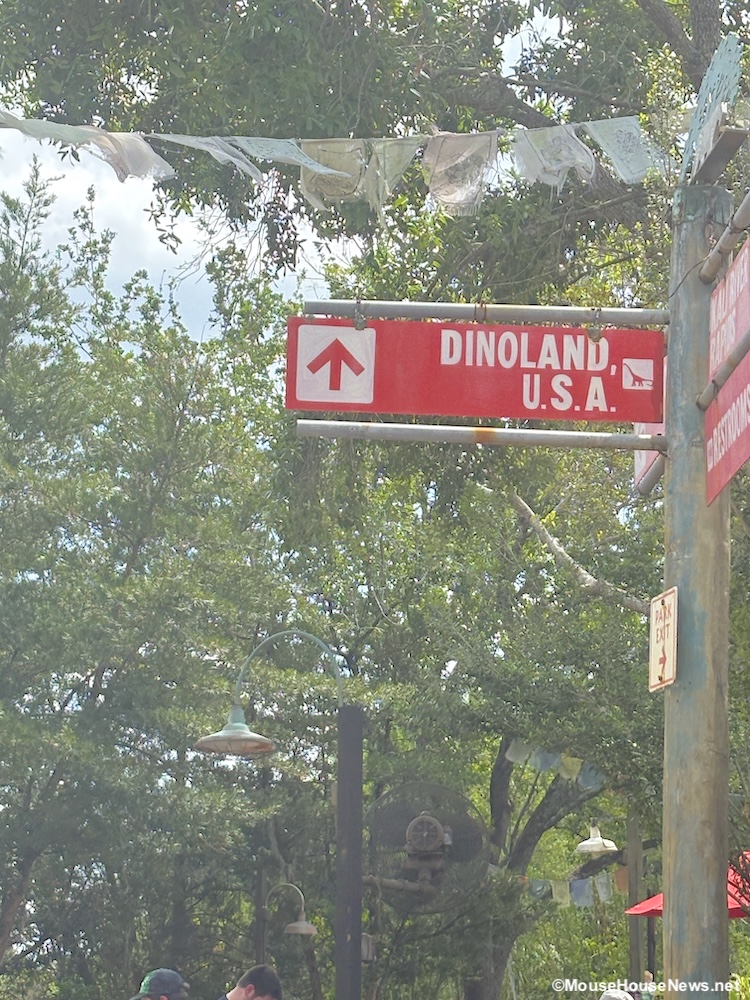 DINOLAND,
U.S.A.
RESTROOMS
PARK
EXIT
©MouseHouseNews.net